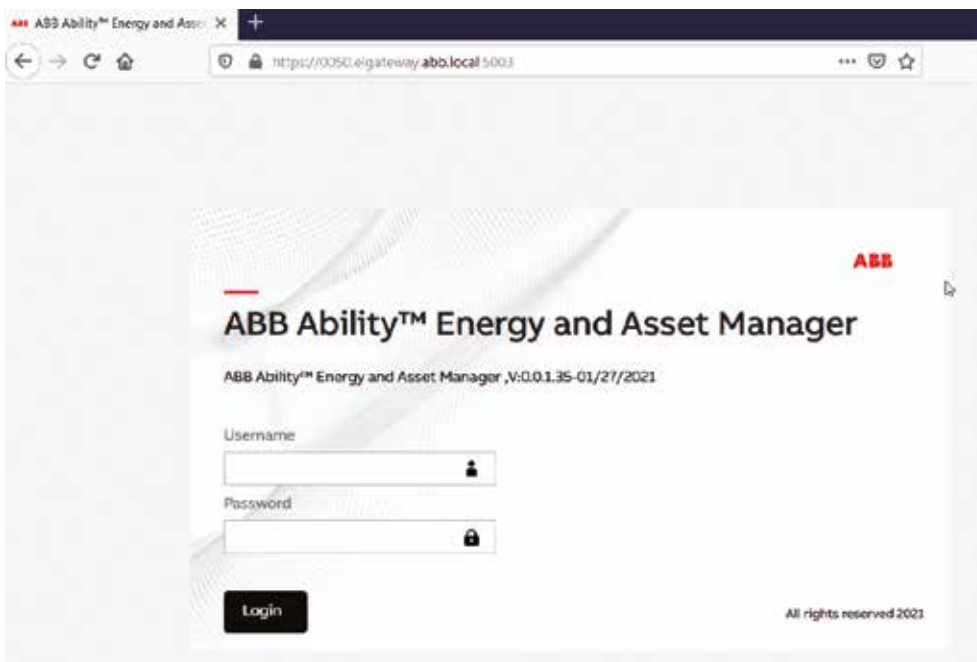 ABB ABB Ability™ Energy and Asse
https://0050.elgateway.abb.local:5003
ABB
ABB Ability™ Energy and Asset Manager
ABB Ability™ Energy and Asset Manager ,V:0.0.1.35-01/27/2021
Username
Password
Login
All rights reserved 2021